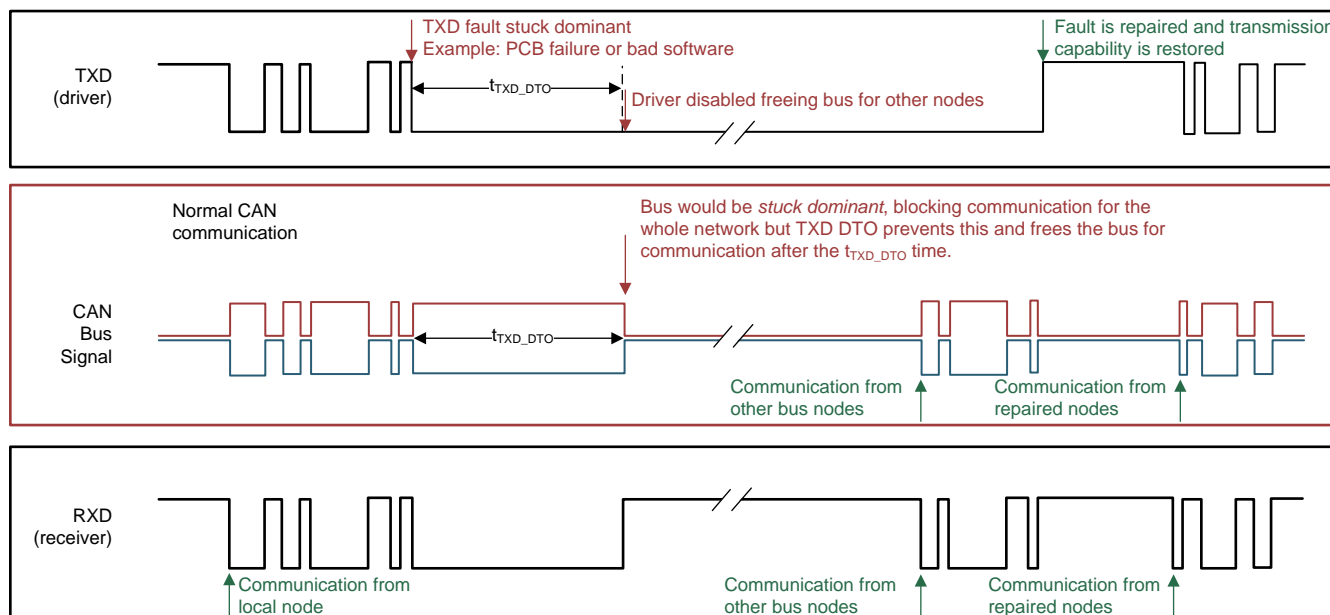 TXD fault stuck dominant
Example: PCB failure or bad software
Fault is repaired and transmission
capability is restored
TXD
(driver)
tTXD_DTO
Driver disabled freeing bus for other nodes
Normal CAN
communication
Bus would be stuck dominant, blocking communication for the
whole network but TXD DTO prevents this and frees the bus for
communication after the tTXD_DTO time.
CAN
Bus
Signal
tTXD_DTO
Communication from
other bus nodes
Communication from
repaired nodes
RXD
(receiver)
Communication from
local node
Communication from
other bus nodes
Communication from
repaired nodes